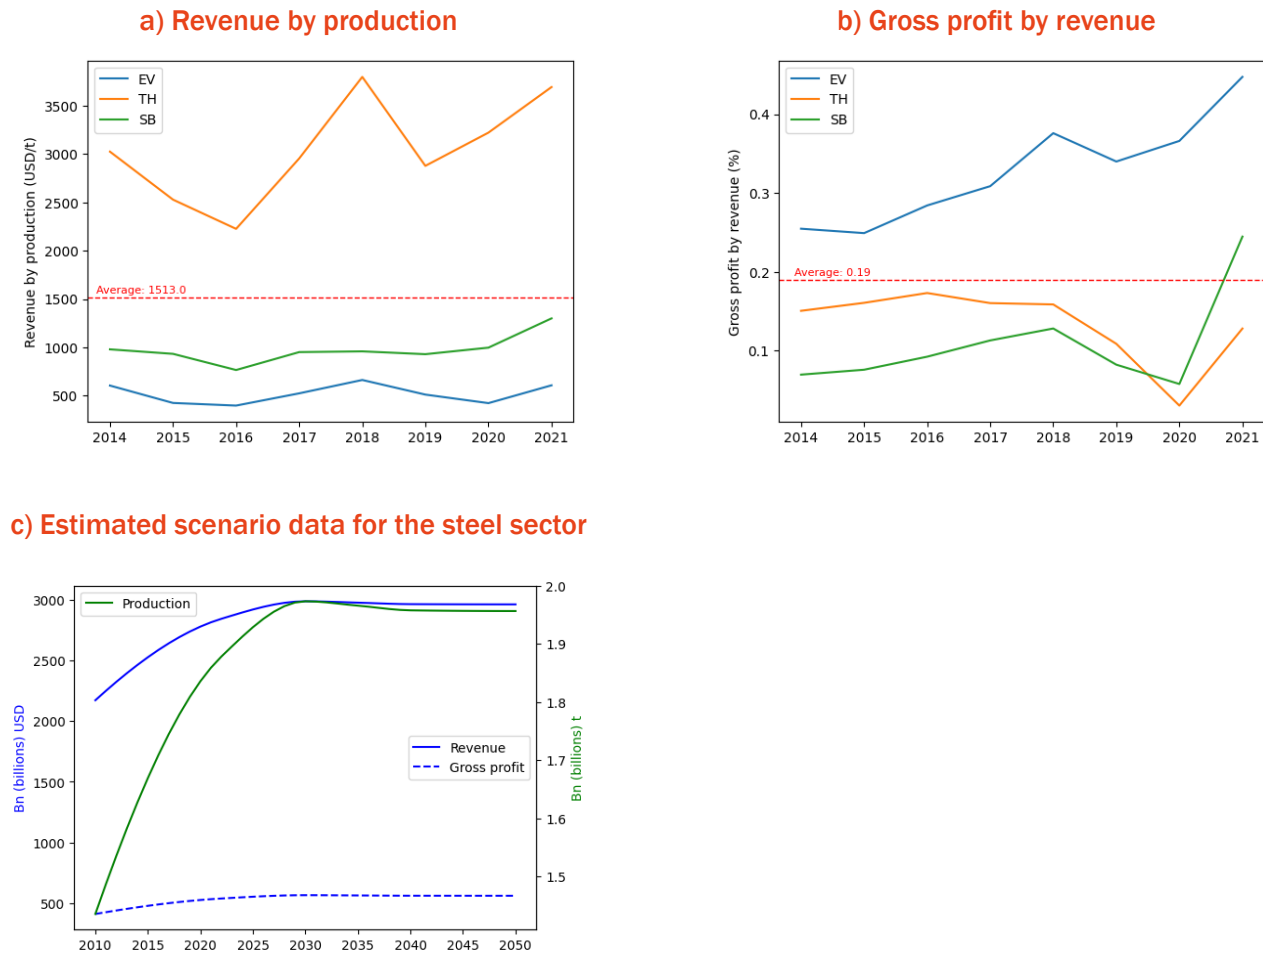 a) Revenue by production
EV
TH
SB
Revenue by production (USD/t)
3500
3000
2500
2000
1500
1000
500
Average: 1513.0
2014 2015 2016 2017 2018 2019 2020 2021
b) Gross profit by revenue
EV
TH
SB
Gross profit by revenue (%)
0.4
0.3
0.2
0.1
Average: 0.19
2014 2015 2016 2017 2018 2019 2020 2021
c) Estimated scenario data for the steel sector
Production
Bn (billions) USD
3000
2500
2000
1500
1000
500
Revenue
Gross profit
2.0
1.9
1.8
1.7
1.6
1.5
Bn (billions) t
2010 2015 2020 2025 2030 2035 2040 2045 2050